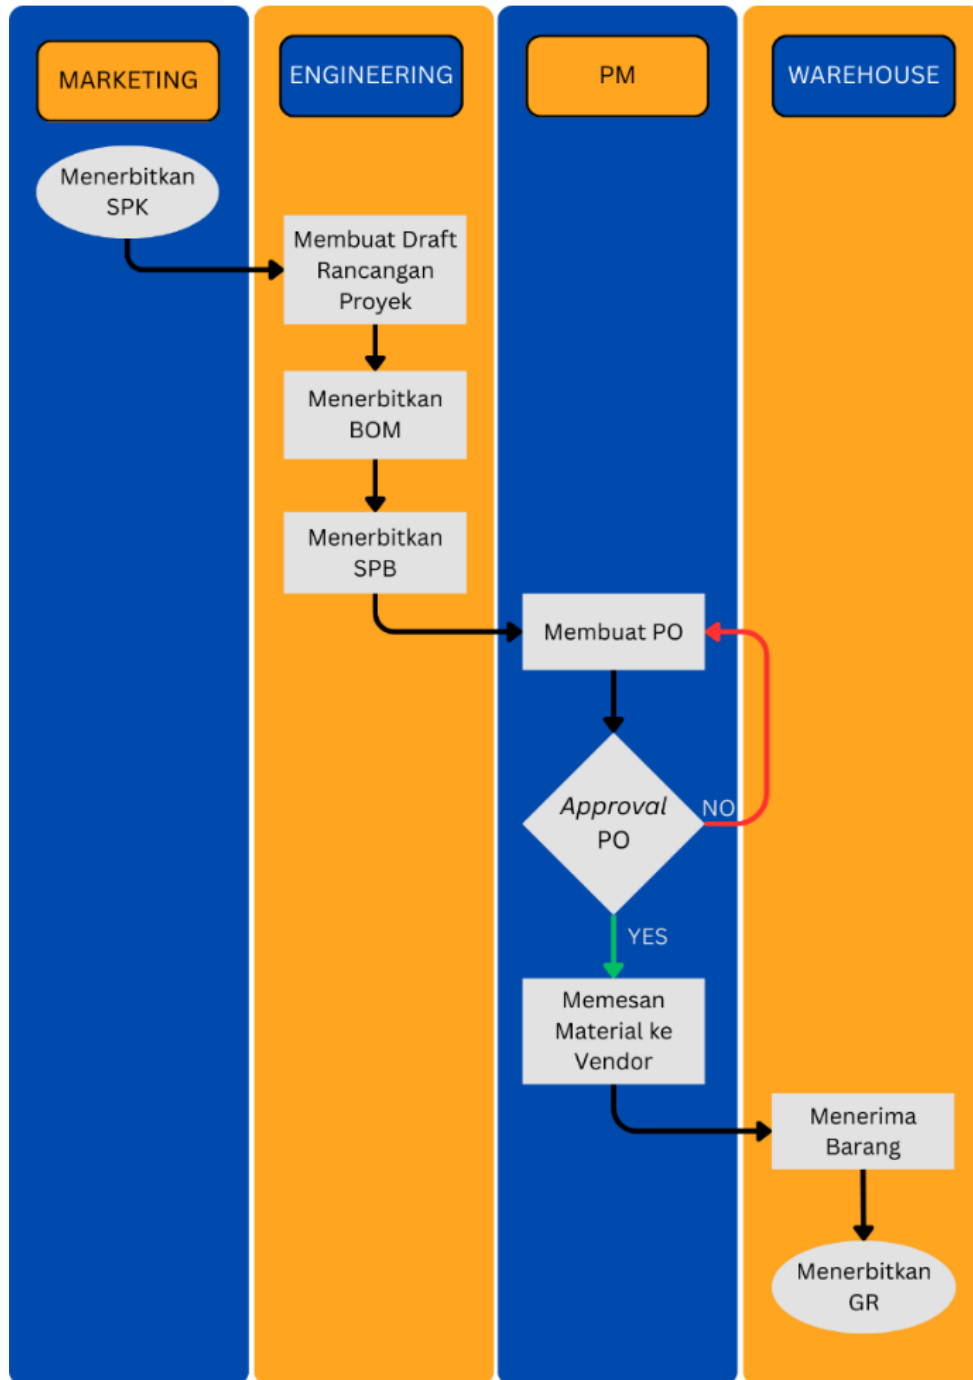 MARKETING
ENGINEERING
PM
WAREHOUSE
Menerbitkan
SPK
Membuat Draft
Rancangan
Proyek
Menerbitkan
BOM
Menerbitkan
SPB
Membuat PO
Approval
PO
NO
YES
Memesan
Material ke
Vendor
Menerima
Barang
Menerbitkan
GR